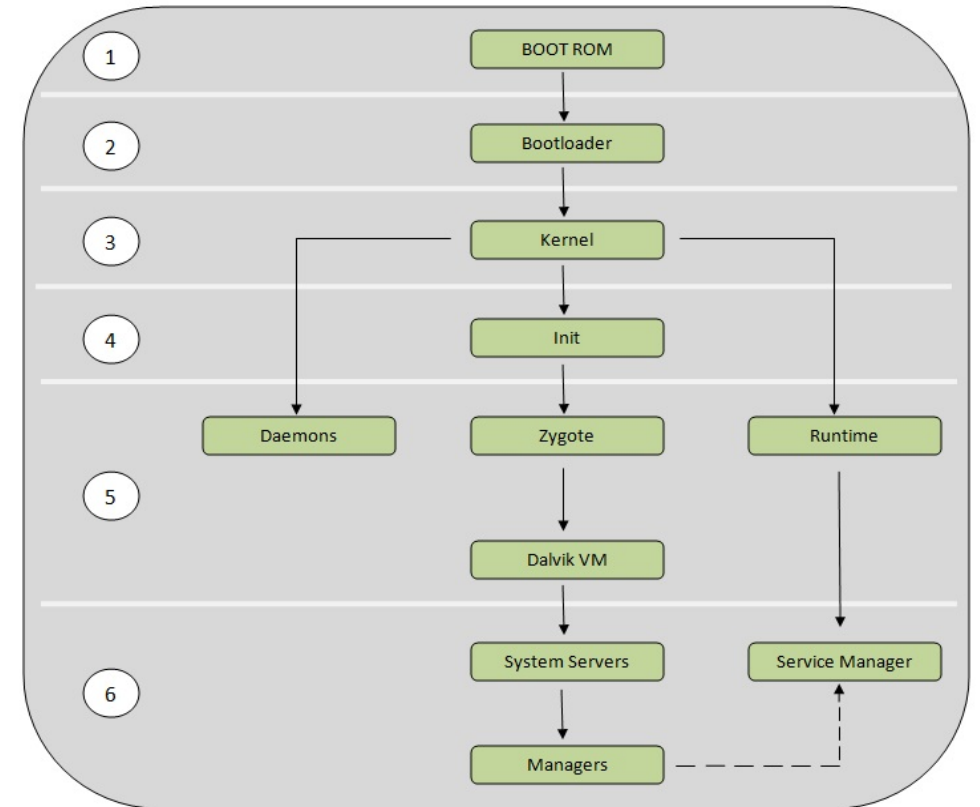 1
BOOT ROM
2
Bootloader
3
Kernel
4
Init
Daemons
Zygote
Runtime
5
Dalvik VM
System Servers
Service Manager
6
Managers